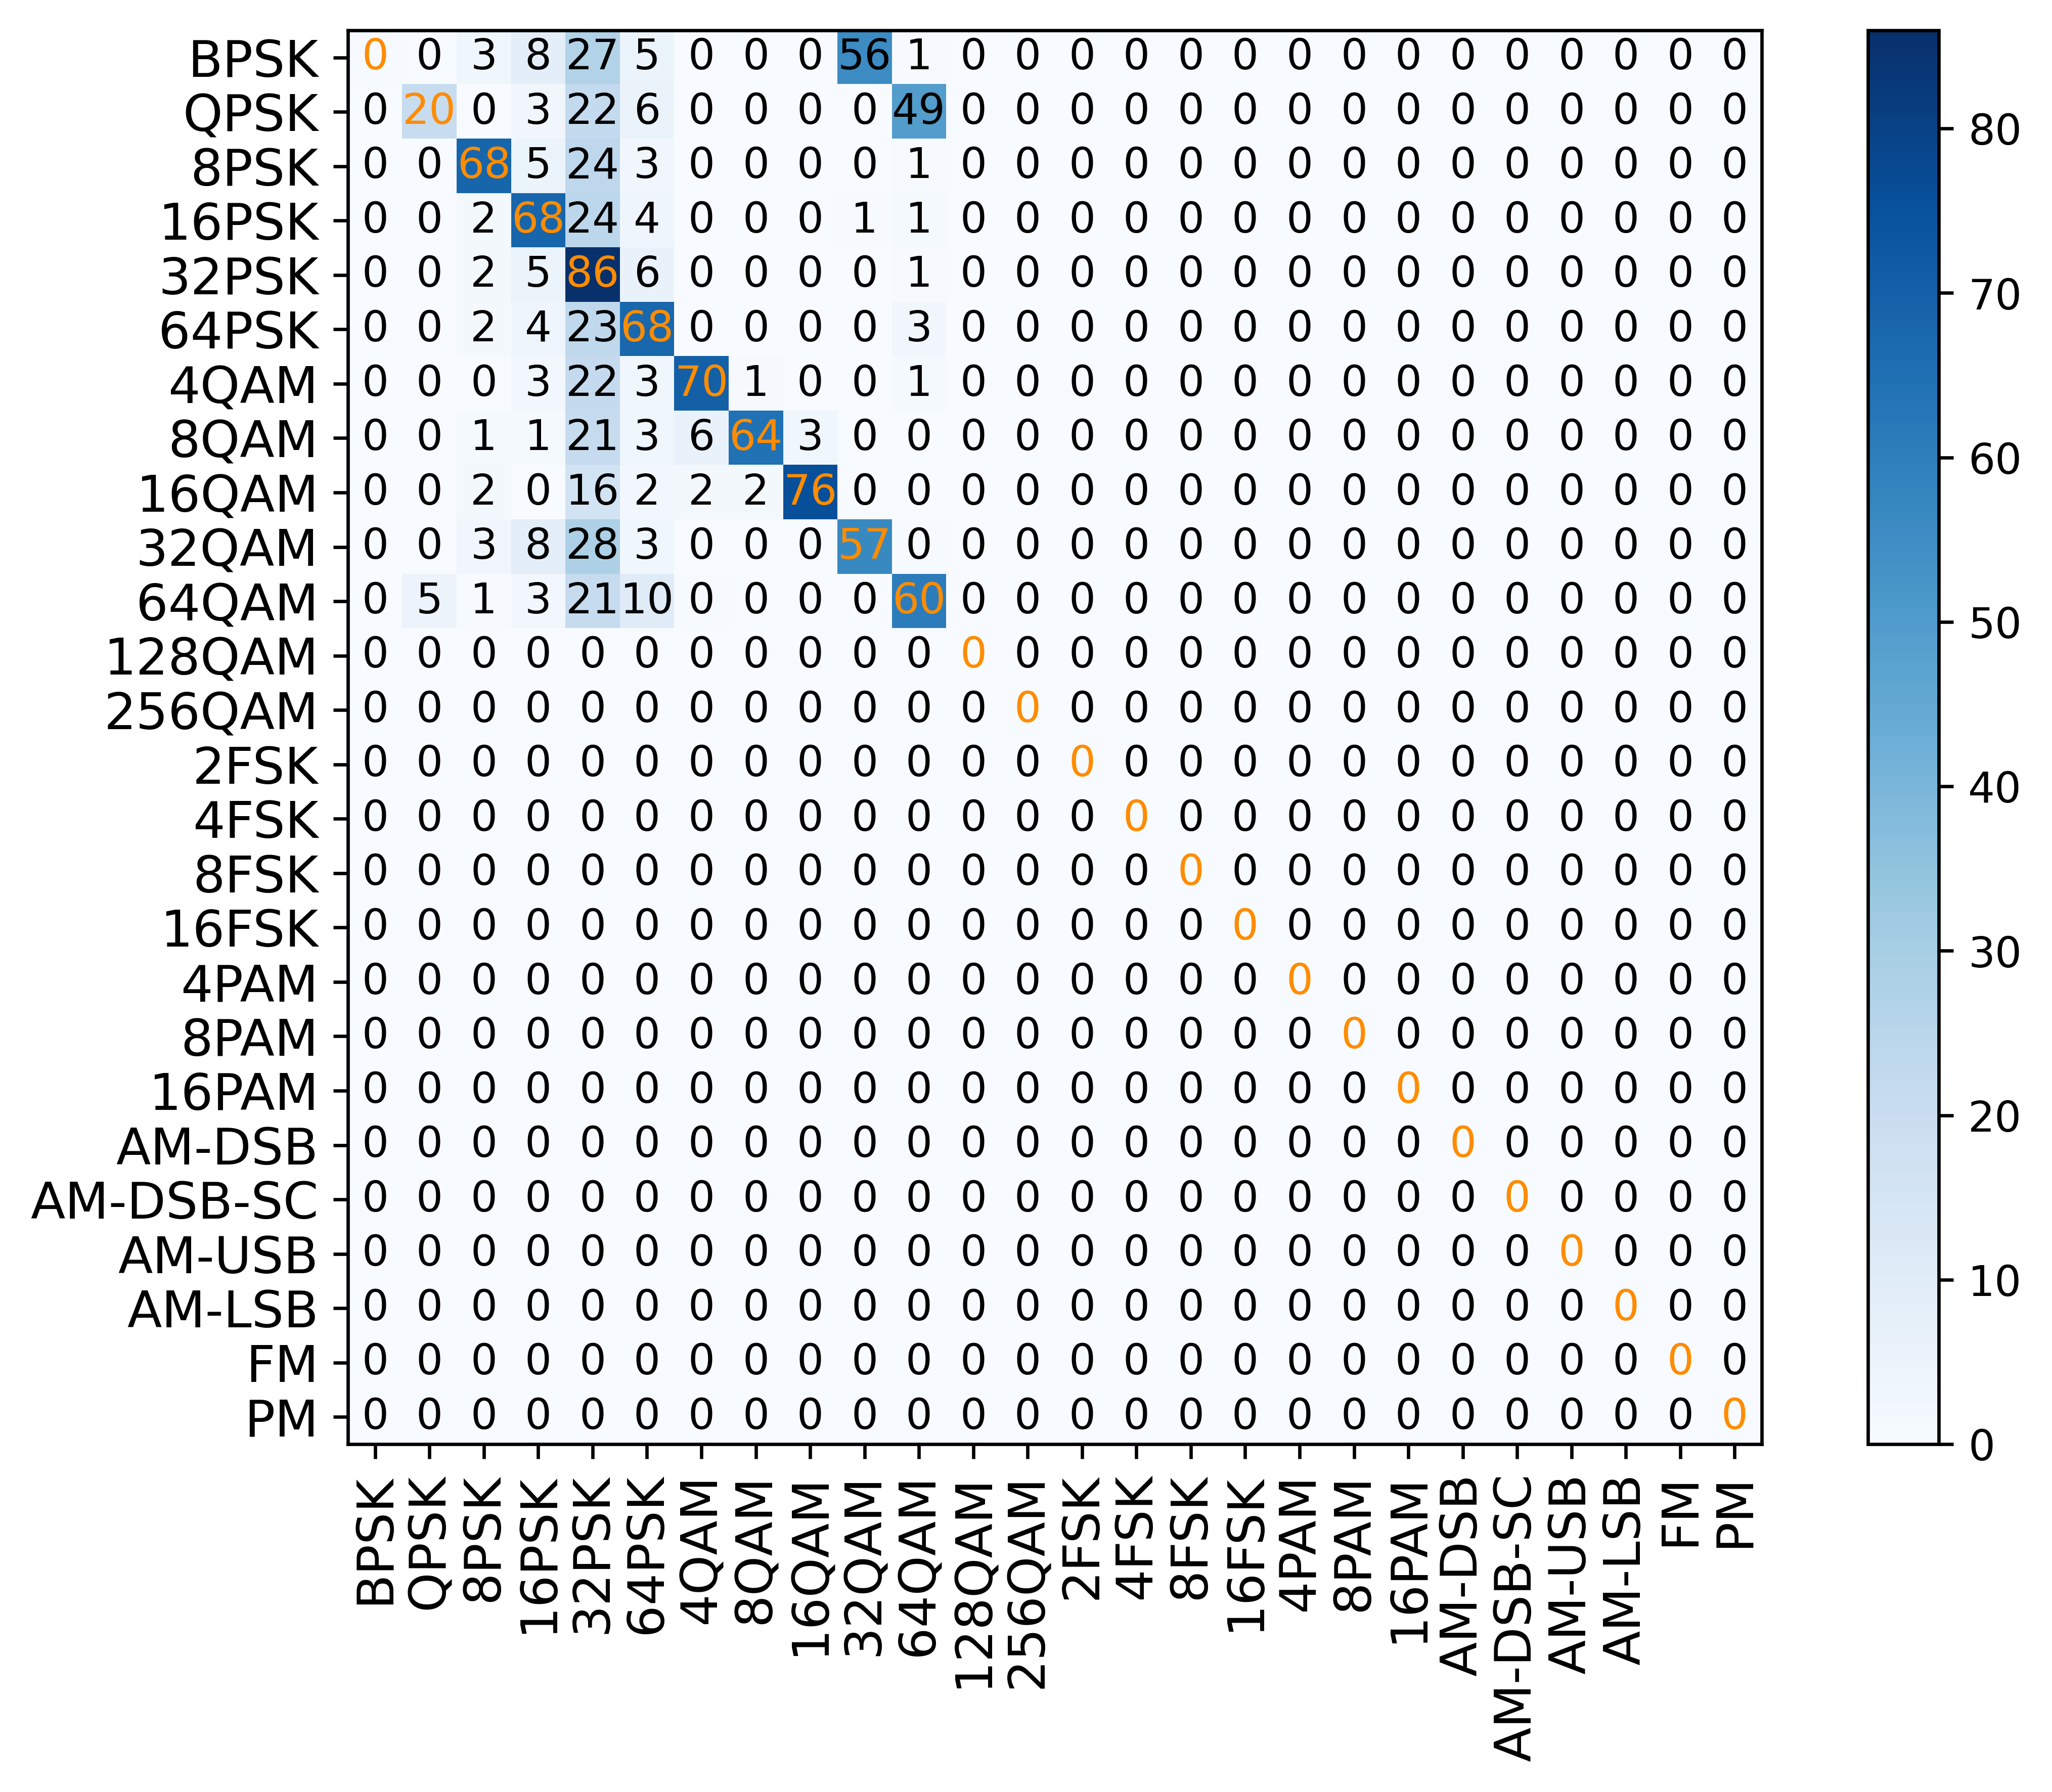 BPSK 0 0 3 8 27 5 0 0 0 56 1 0 0 0 0 0 0 0 0 0 0 0 0 0 0 0
QPSK 0 20 0 3 22 6 0 0 0 0 49 0 0 0 0 0 0 0 0 0 0 0 0 0 0 0
8PSK 0 0 68 5 24 3 0 0 0 0 1 0 0 0 0 0 0 0 0 0 0 0 0 0 0 0
16PSK 0 0 2 68 24 4 0 0 0 1 1 0 0 0 0 0 0 0 0 0 0 0 0 0 0 0
32PSK 0 0 2 5 86 6 0 0 0 0 1 0 0 0 0 0 0 0 0 0 0 0 0 0 0 0
64PSK 0 0 2 4 23 68 0 0 0 0 3 0 0 0 0 0 0 0 0 0 0 0 0 0 0 0
4QAM 0 0 0 3 22 3 70 1 0 0 1 0 0 0 0 0 0 0 0 0 0 0 0 0 0 0
8QAM 0 0 1 1 21 3 6 64 3 0 0 0 0 0 0 0 0 0 0 0 0 0 0 0 0 0
16QAM 0 0 2 0 16 2 2 2 76 0 0 0 0 0 0 0 0 0 0 0 0 0 0 0 0 0
32QAM 0 0 3 8 28 3 0 0 0 57 0 0 0 0 0 0 0 0 0 0 0 0 0 0 0 0
64QAM 0 5 1 3 21 10 0 0 0 0 60 0 0 0 0 0 0 0 0 0 0 0 0 0 0 0
128QAM 0 0 0 0 0 0 0 0 0 0 0 0 0 0 0 0 0 0 0 0 0 0 0 0 0 0
256QAM 0 0 0 0 0 0 0 0 0 0 0 0 0 0 0 0 0 0 0 0 0 0 0 0 0 0
2FSK 0 0 0 0 0 0 0 0 0 0 0 0 0 0 0 0 0 0 0 0 0 0 0 0 0 0
4FSK 0 0 0 0 0 0 0 0 0 0 0 0 0 0 0 0 0 0 0 0 0 0 0 0 0 0
8FSK 0 0 0 0 0 0 0 0 0 0 0 0 0 0 0 0 0 0 0 0 0 0 0 0 0 0
16FSK 0 0 0 0 0 0 0 0 0 0 0 0 0 0 0 0 0 0 0 0 0 0 0 0 0 0
4PAM 0 0 0 0 0 0 0 0 0 0 0 0 0 0 0 0 0 0 0 0 0 0 0 0 0 0
8PAM 0 0 0 0 0 0 0 0 0 0 0 0 0 0 0 0 0 0 0 0 0 0 0 0 0 0
16PAM 0 0 0 0 0 0 0 0 0 0 0 0 0 0 0 0 0 0 0 0 0 0 0 0 0 0
AM-DSB 0 0 0 0 0 0 0 0 0 0 0 0 0 0 0 0 0 0 0 0 0 0 0 0 0 0
AM-DSB-SC 0 0 0 0 0 0 0 0 0 0 0 0 0 0 0 0 0 0 0 0 0 0 0 0 0 0
AM-USB 0 0 0 0 0 0 0 0 0 0 0 0 0 0 0 0 0 0 0 0 0 0 0 0 0 0
AM-LSB 0 0 0 0 0 0 0 0 0 0 0 0 0 0 0 0 0 0 0 0 0 0 0 0 0 0
FM 0 0 0 0 0 0 0 0 0 0 0 0 0 0 0 0 0 0 0 0 0 0 0 0 0 0
PM 0 0 0 0 0 0 0 0 0 0 0 0 0 0 0 0 0 0 0 0 0 0 0 0 0 0
BPSK
QPSK
8PSK
16PSK
32PSK
64PSK
4QAM
8QAM
16QAM
32QAM
64QAM
128QAM
256QAM
2FSK
4FSK
8FSK
16FSK
4PAM
8PAM
16PAM
AM-DSB
AM-DSB-SC
AM-USB
AM-LSB
FM
PM
80
70
60
50
40
30
20
10
0